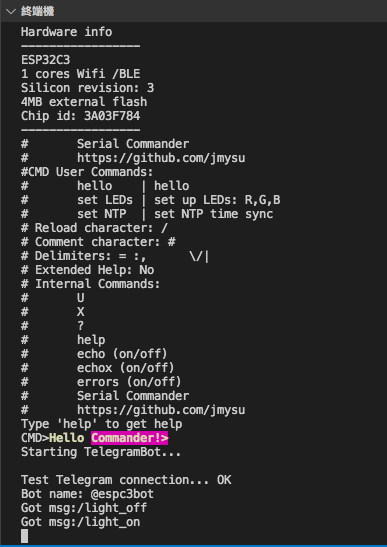 終端機
Hardware info
-----------------
ESP32C3
1 cores Wifi /BLE
Silicon revision: 3
4MB external flash
Chip id: 3A03F784
-----------------
#       Serial Commander
#       https://github.com/jmysu
#CMD User Commands:
#       hello    | hello
#       set LEDs | set up LEDs: R,G,B
#       set NTP  | set NTP time sync
# Reload character: /
# Comment character: #
# Delimiters: = :,      \/|
# Extended Help: No
# Internal Commands:
#       U
#       X
#       ?
#       help
#       echo (on/off)
#       echox (on/off)
#       errors (on/off)
#       Serial Commander
#       https://github.com/jmysu
Type 'help' to get help
CMD>Hello Commander!>
Starting TelegramBot...
Test Telegram connection... OK
Bot name: @espc3bot
Got msg:/light_off
Got msg:/light_on